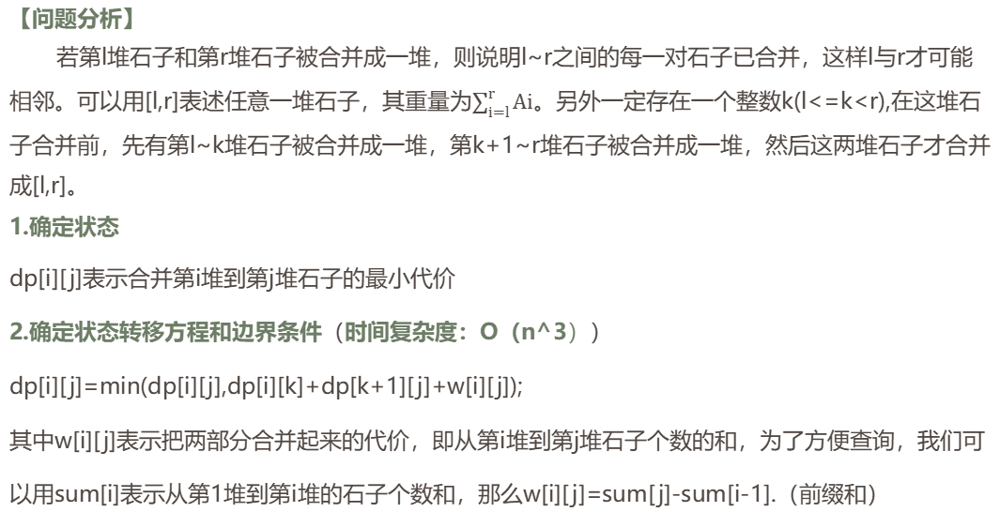 【问题分析】
若第l堆石子和第r堆石子被合并成一堆，则说明l~r之间的每一对石子已合并，这样l与r才可能
相邻。可以用[l,r]表述任意一堆石子，其重量为∑ᵣᵢ₌ₗ Ai。另外一定存在一个整数k(l<=k<r),在这堆石
子合并前，先有第l~k堆石子被合并成一堆，第k+1~r堆石子被合并成一堆，然后这两堆石子才合并
成[l,r]。
1.确定状态
dp[i][j]表示合并第i堆到第j堆石子的最小代价
2.确定状态转移方程和边界条件（时间复杂度：O（n^3））
dp[i][j]=min(dp[i][j],dp[i][k]+dp[k+1][j]+w[i][j]);
其中w[i][j]表示把两部分合并起来的代价，即从第i堆到第j堆石子个数的和，为了方便查询，我们可
以用sum[i]表示从第1堆到第i堆的石子个数和，那么w[i][j]=sum[j]-sum[i-1].（前缀和）